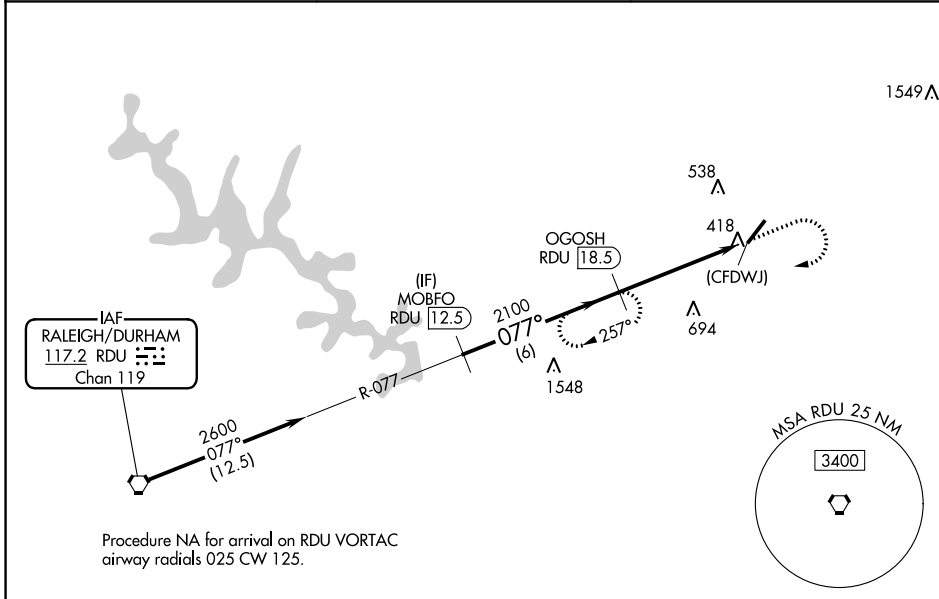 1549
538
418
OGOSH
RDU 18.5
(CFDWJ)
(IF)
MOBFO
RDU 12.5
2100
077°
(6)
257°
694
1548
IAF
RALEIGH/DURHAM
117.2 RDU
Chan 119
R-077
2600
077°
(12.5)
MSA RDU 25 NM
3400
Procedure NA for arrival on RDU VORTAC
airway radials 025 CW 125.